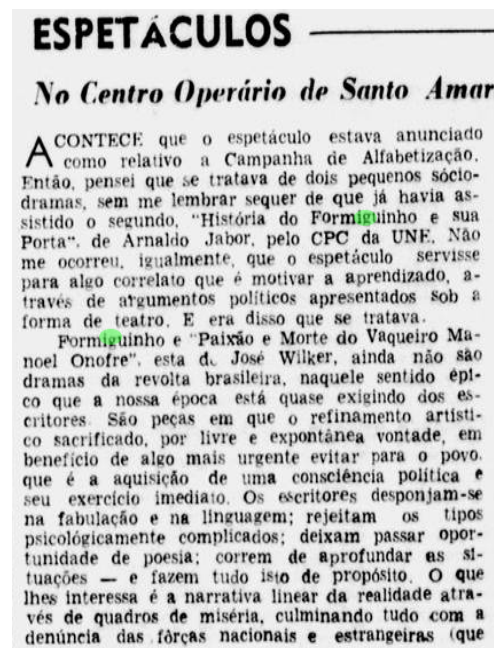 ESPETÁCULOS
No Centro Operário de Santo Amar
ACONTECE que o espetáculo estava anunciado
como relativo a Campanha de Alfabetização.
Então, pensei que se tratava de dois pequenos sócio-
dramas, sem me lembrar sequer de que já havia as-
sistido o segundo, "História do Formiguinho e sua
Porta". de Arnaldo Jabor, pelo CPC da UNE. Não
me ocorreu, igualmente, que o espetáculo servisse
para algo correlato que é motivar a aprendizado, a-
través de argumentos políticos apresentados sob a
forma de teatro. E era disso que se tratava.
Formiguinho e "Paixão e Morte do Vaqueiro Ma-
noel Onofre". esta d. José Wilker, ainda não são
dramas da revolta brasileira, naquele sentido épi-
co que a nossa época está quase exigindo dos es-
critores. São peças em que o refinamento artísti-
co sacrificado, por livre e expontânea vontade, em
benefício de algo mais urgente evitar para o povo.
que é a aquisição de uma consciência política e
seu exercício imediato. Os escritores desponjam-se
na fabulação e na linguagem; rejeitam os tipos
psicológicamente complicados; deixam passar opor-
tunidade de poesia; correm de aprofundar as si-
tuações — e fazem tudo isto de propósito. O que
lhes interessa é a narrativa linear da realidade atra-
vés de quadros de miséria, culminando tudo com a
denúncia das fôrças nacionais e estrangeiras (que